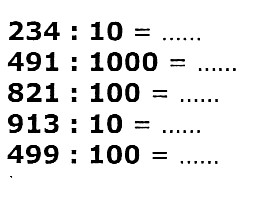 234 : 10 = ......
491 : 1000 = ......
821 : 100 = ......
913 : 10 = ......
499 : 100 = ......